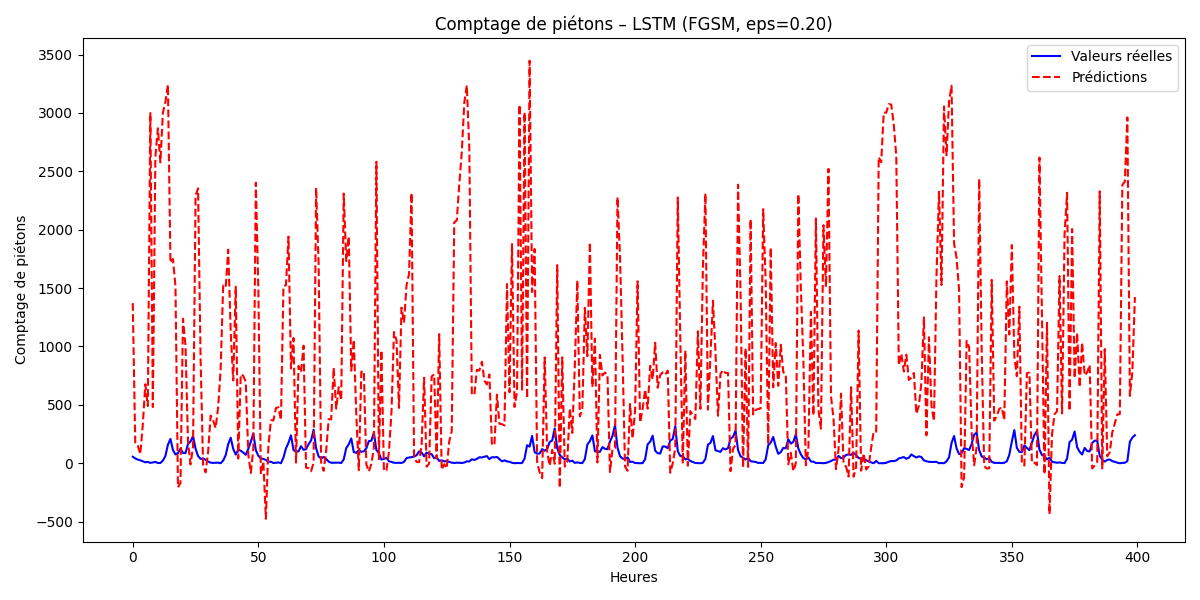 Comptage de piétons – LSTM (FGSM, eps=0.20)
Valeurs réelles
Prédictions
Comptage de piétons
3500
3000
2500
2000
1500
1000
500
0
−500
0 50 100 150 200 250 300 350 400
Heures